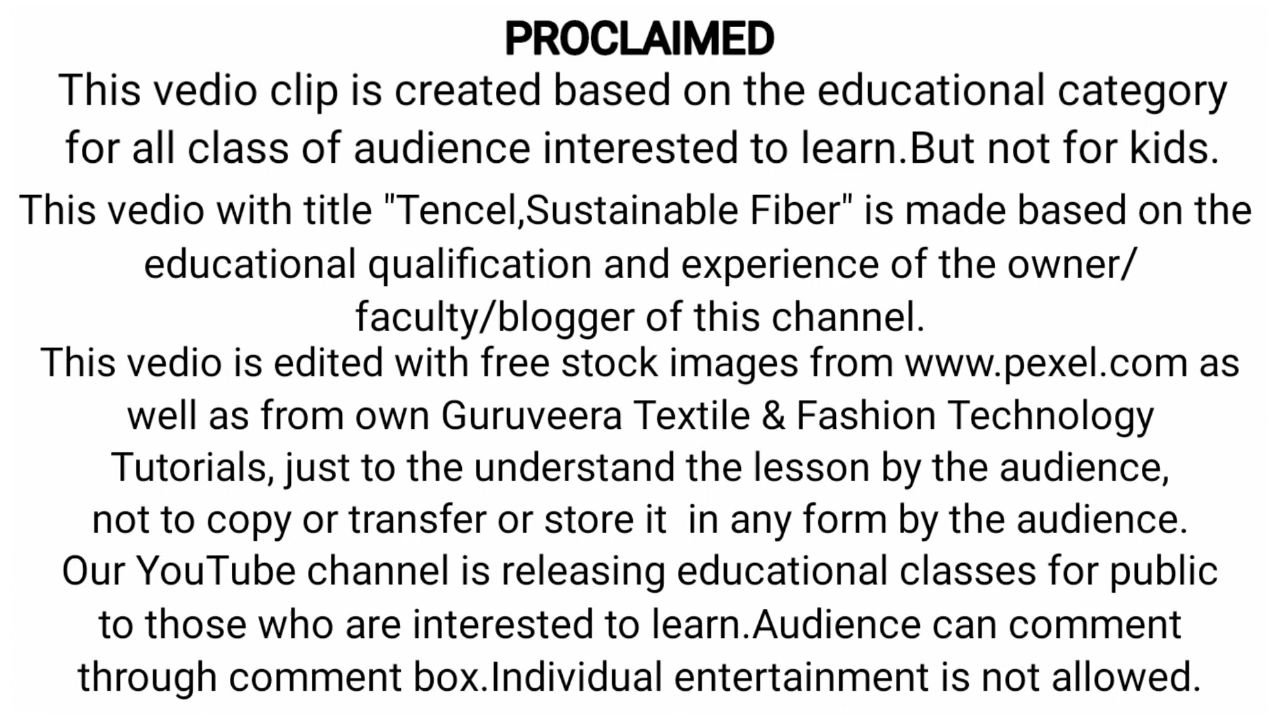 PROCLAIMED
This vedio clip is created based on the educational category
for all class of audience interested to learn.But not for kids.
This vedio with title "Tencel,Sustainable Fiber" is made based on the
educational qualification and experience of the owner/
faculty/blogger of this channel.
This vedio is edited with free stock images from www.pexel.com as
well as from own Guruveera Textile & Fashion Technology
Tutorials, just to the understand the lesson by the audience,
not to copy or transfer or store it  in any form by the audience.
Our YouTube channel is releasing educational classes for public
to those who are interested to learn.Audience can comment
through comment box.Individual entertainment is not allowed.